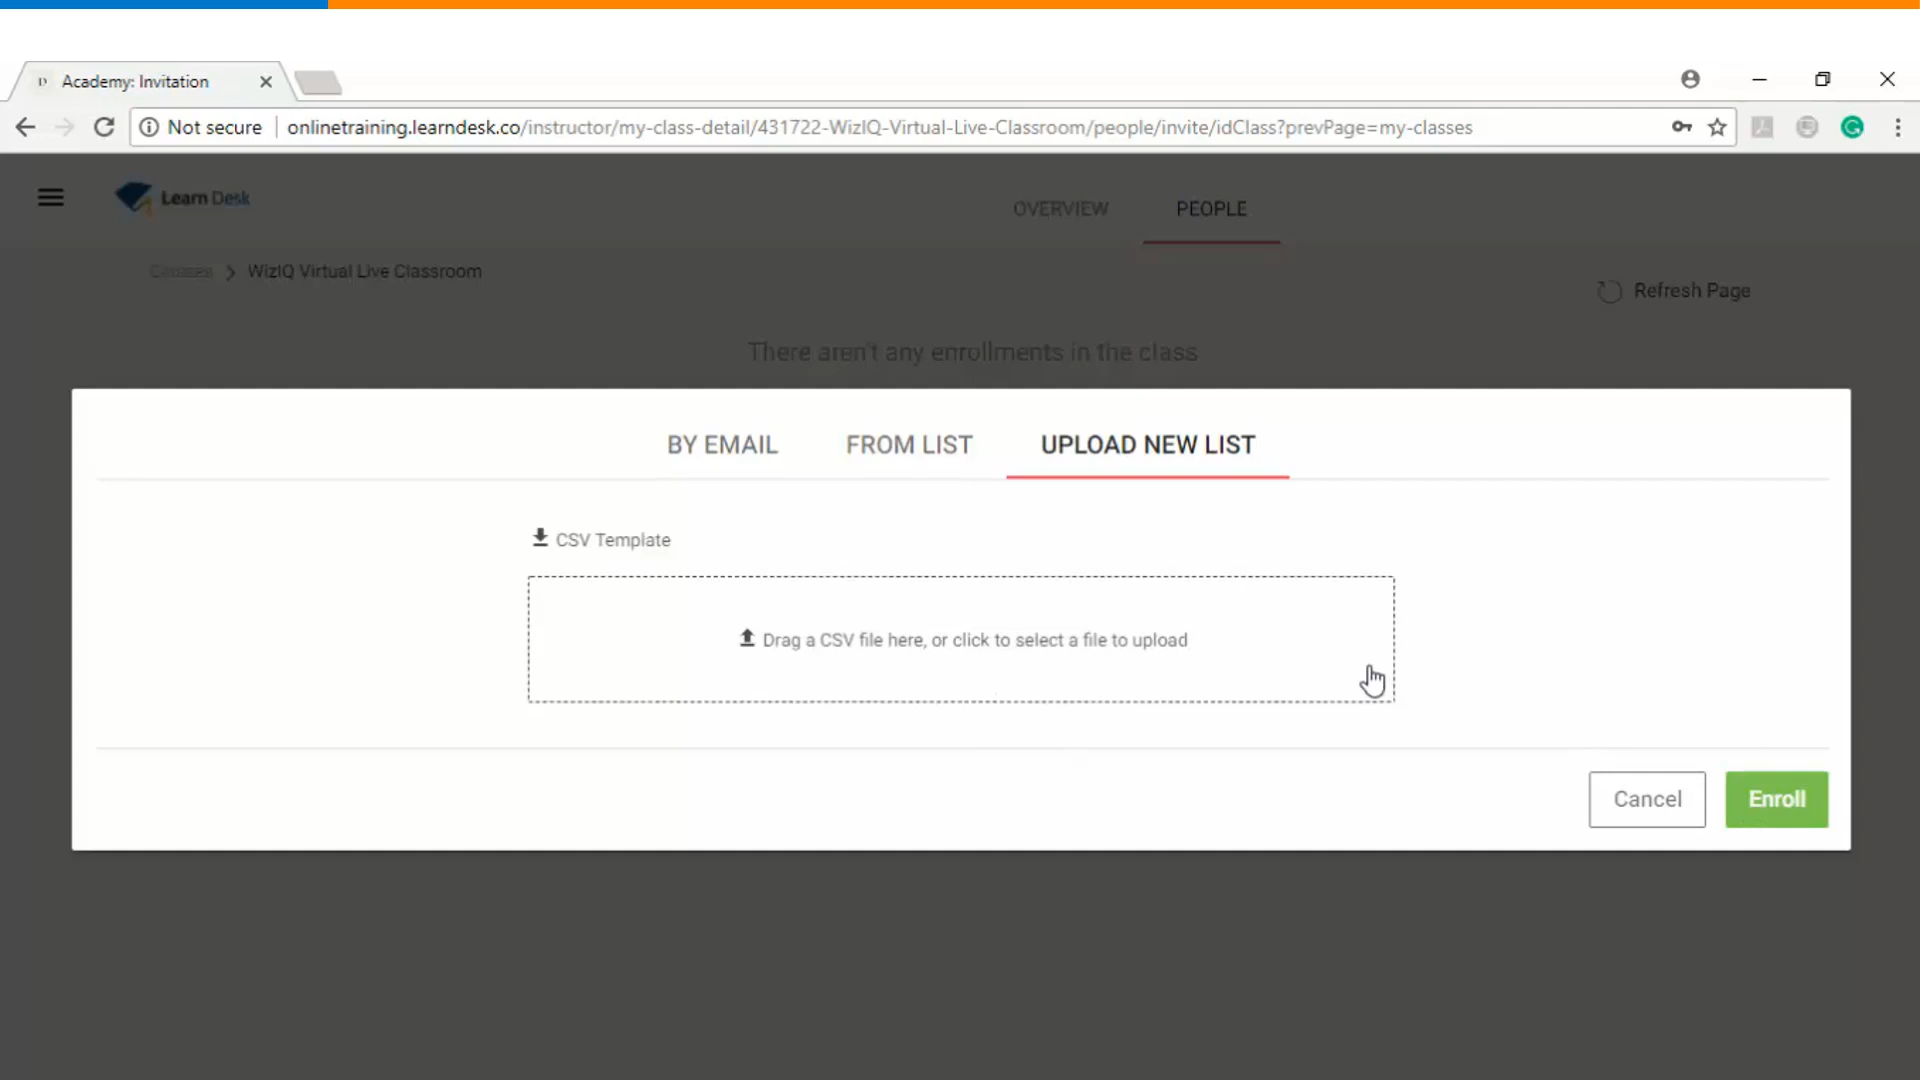 Academy: Invitation
Not secure
onlinetraining.learndesk.co/instructor/my-class-detail/431722-WizIQ-Virtual-Live-Classroom/people/invite/idClass?prevPage=my-classes
Learn Desk
OVERVIEW
PEOPLE
Courses > WizIQ Virtual Live Classroom
Refresh Page
There aren't any enrollments in the class
BY EMAIL
FROM LIST
UPLOAD NEW LIST
CSV Template
Drag a CSV file here, or click to select a file to upload
Cancel
Enroll